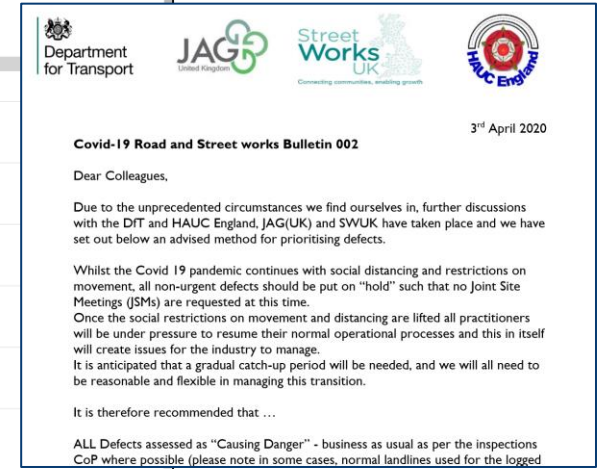 Department
for Transport
JAG
United Kingdom
Street
Works
UK
Connecting communities, enabling growth
HAUC England
3rd April 2020
Covid-19 Road and Street works Bulletin 002
Dear Colleagues,
Due to the unprecedented circumstances we find ourselves in, further discussions
with the DfT and HAUC England, JAG(UK) and SWUK have taken place and we have
set out below an advised method for prioritising defects.
Whilst the Covid 19 pandemic continues with social distancing and restrictions on
movement, all non-urgent defects should be put on “hold” such that no Joint Site
Meetings (JSMs) are requested at this time.
Once the social restrictions on movement and distancing are lifted all practitioners
will be under pressure to resume their normal operational processes and this in itself
will create issues for the industry to manage.
It is anticipated that a gradual catch-up period will be needed, and we will all need to
be reasonable and flexible in managing this transition.
It is therefore recommended that …
ALL Defects assessed as “Causing Danger” - business as usual as per the inspections
CoP where possible (please note in some cases, normal landlines used for the logged